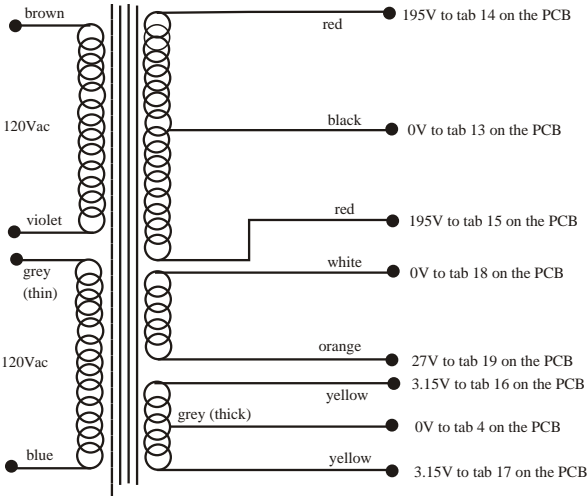 brown
195V to tab 14 on the PCB
red
120Vac
black
0V to tab 13 on the PCB
violet
red
195V to tab 15 on the PCB
grey
(thin)
white
0V to tab 18 on the PCB
120Vac
orange
27V to tab 19 on the PCB
3.15V to tab 16 on the PCB
yellow
grey (thick)
0V to tab 4 on the PCB
blue
yellow
3.15V to tab 17 on the PCB